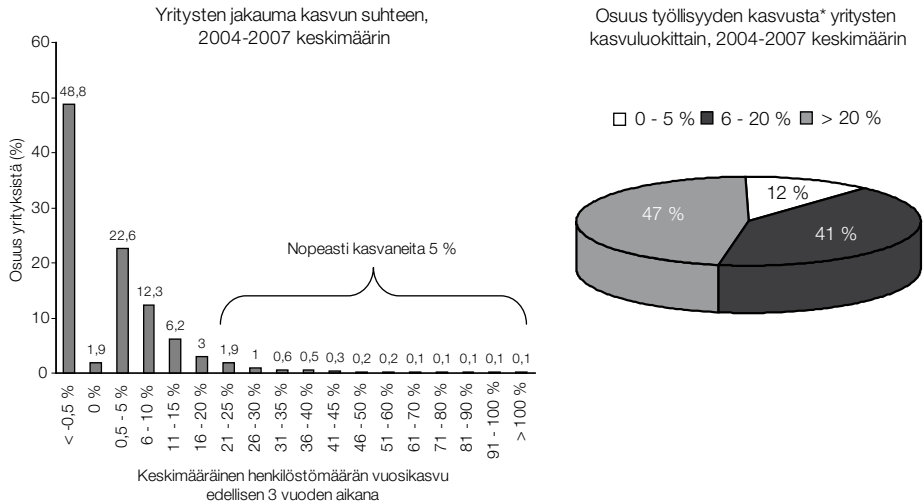 Yritysten jakauma kasvun suhteen,
2004-2007 keskimäärin
Osuus yrityksistä (%)
60
50
40
30
20
10
0
48,8
1,9
22,6
12,3
6,2
3
1,9
1
0,6
0,5
0,3
0,2
0,2
0,1
0,1
0,1
0,1
0,1
Nopeasti kasvaneita 5 %
< -0,5 %
0 %
0,5 - 5 %
6 - 10 %
11 - 15 %
16 - 20 %
21 - 25 %
26 - 30 %
31 - 35 %
36 - 40 %
41 - 45 %
46 - 50 %
51 - 60 %
61 - 70 %
71 - 80 %
81 - 90 %
91 - 100 %
> 100 %
Keskimääräinen henkilöstömäärän vuosikasvu
edellisen 3 vuoden aikana
Osuus työllisyyden kasvusta* yritysten
kasvuluokittain, 2004-2007 keskimäärin
0 - 5 % 6 - 20 % > 20 %
12 %
47 %
41 %